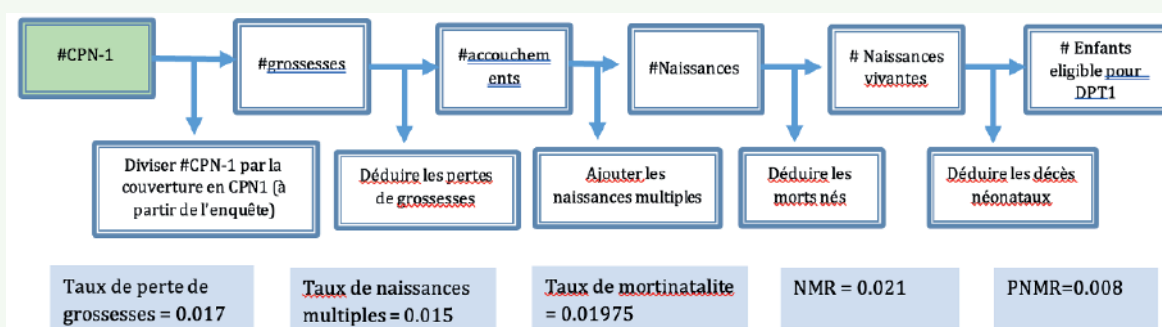 #CPN-1
#grossesses
#accouchem
ents
#Naissances
# Naissances
vivantes
# Enfants
eligible pour
DPT1
Diviser #CPN-1 par la
couverture en CPN1 (à
partir de l'enquête)
Déduire les pertes
de grossesses
Ajouter les
naissances multiples
Déduire les
morts nés
Déduire les décès
néonataux
Taux de perte de
grossesses = 0.017
Taux de naissances
multiples = 0.015
Taux de mortinatalite
= 0.01975
NMR = 0.021
PNMR=0.008